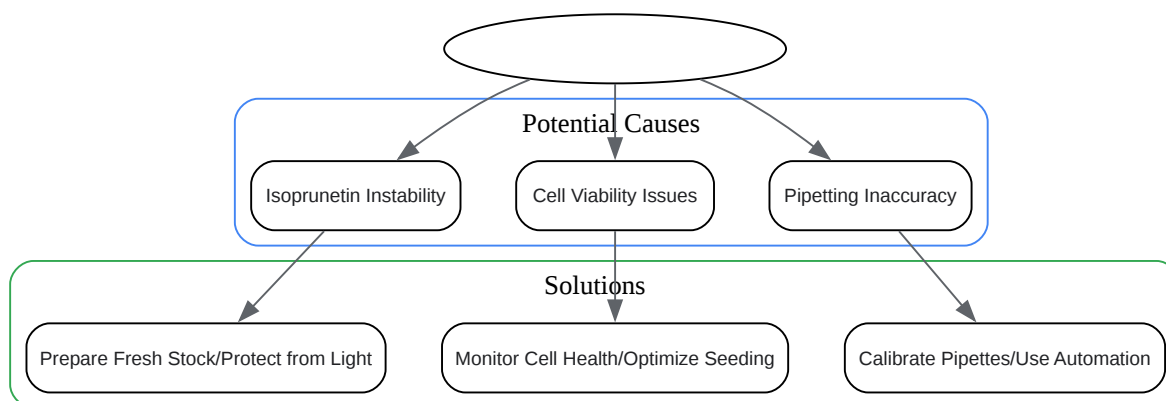 Potential Causes
Isoprunetin Instability
Cell Viability Issues
Pipetting Inaccuracy
Solutions
Prepare Fresh Stock/Protect from Light
Monitor Cell Health/Optimize Seeding
Calibrate Pipettes/Use Automation